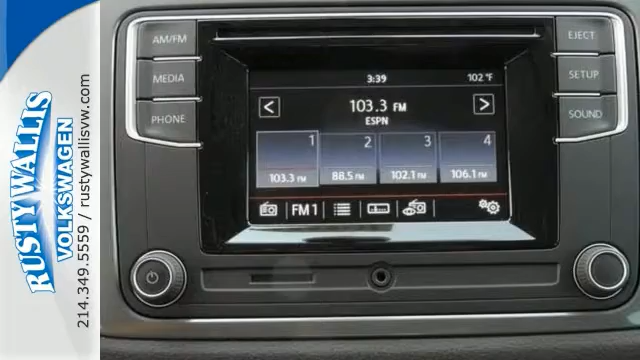 RUSTY WALLIS
VOLKSWAGEN
214.349.5559 / rustywallisvw.com
AM/FM
MEDIA
PHONE
EJECT
SETUP
SOUND
3:39
102 °F
103.3 FM
ESPN
1
2
3
4
103.3 FM
88.5 FM
102.1 FM
106.1 FM
FM 1